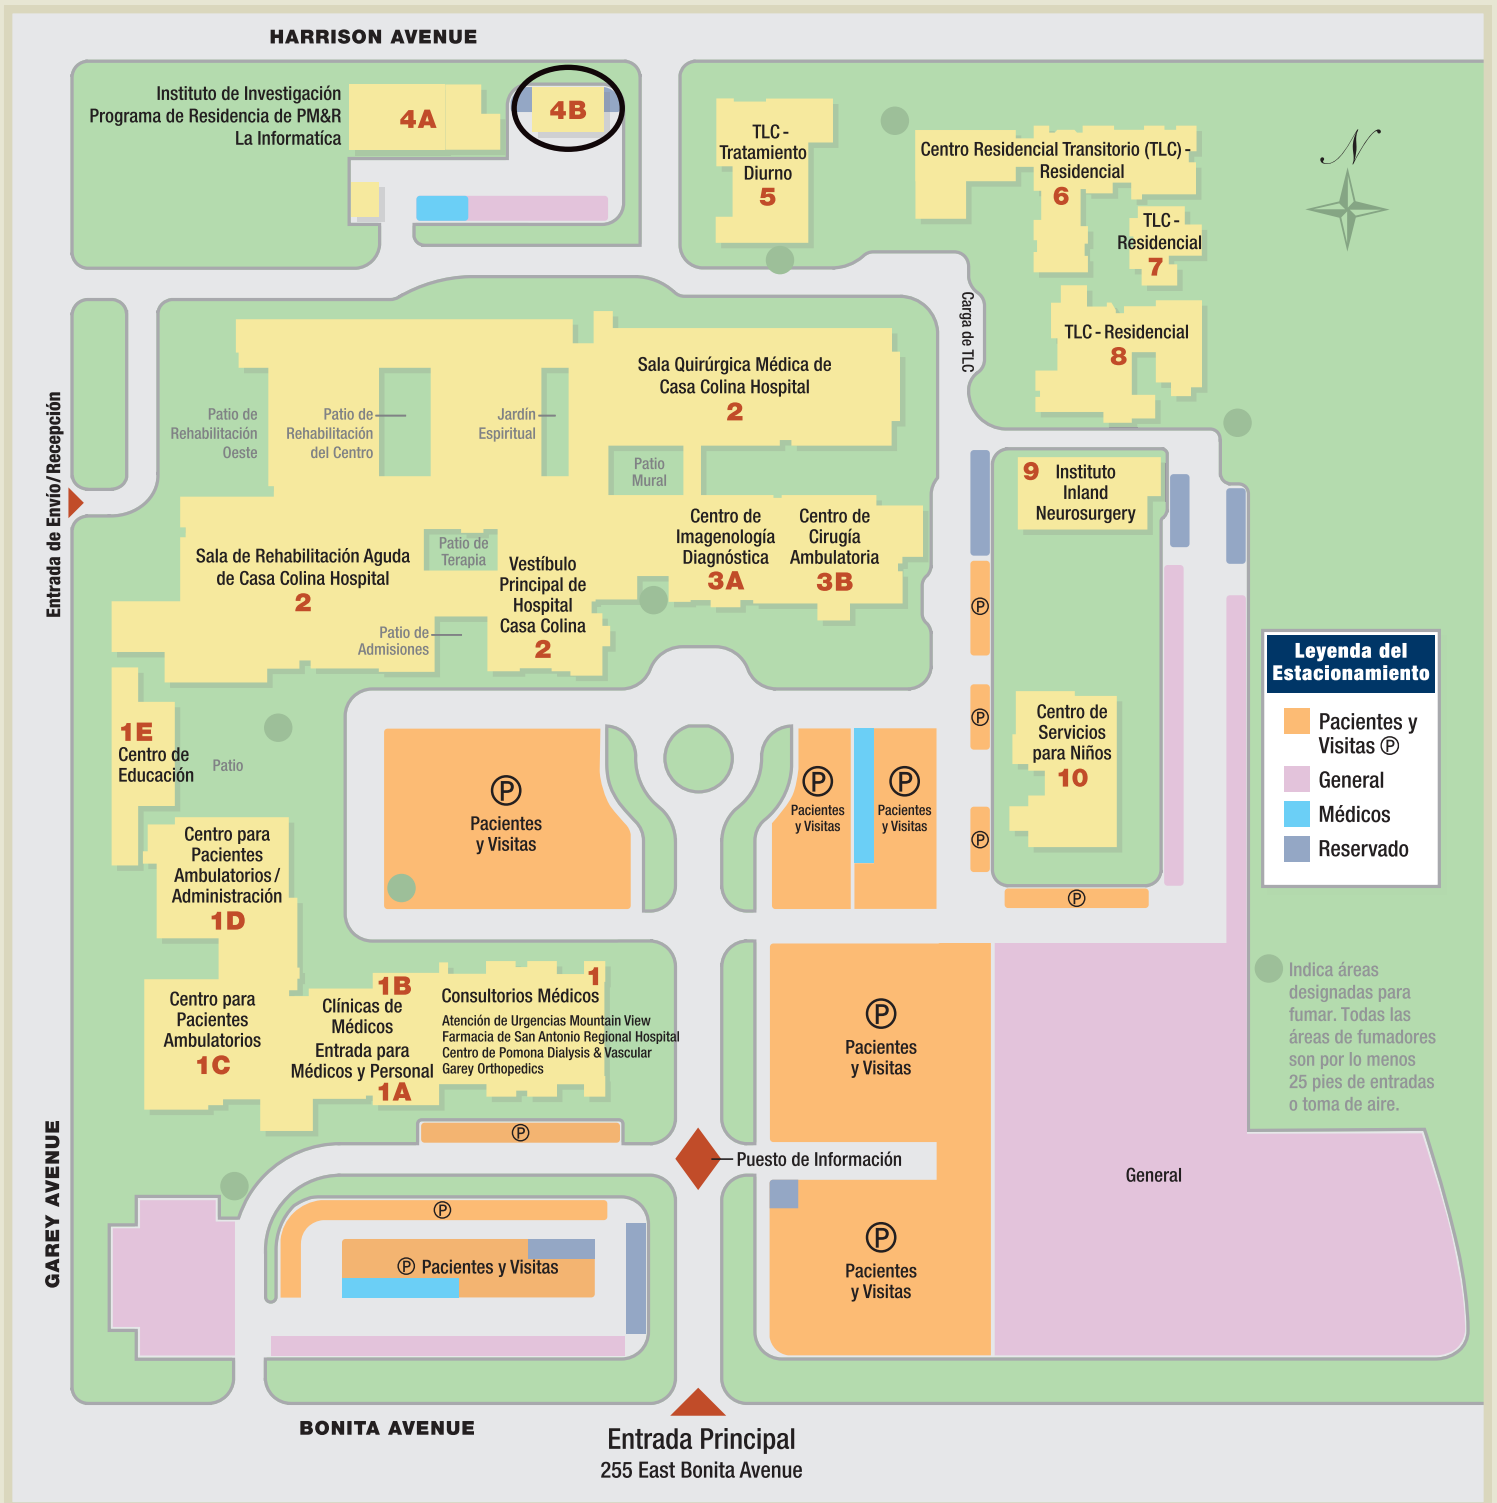 HARRISON AVENUE
Instituto de Investigación
Programa de Residencia de PM&R
La Informatíca
4A
4B
TLC -
Tratamiento
Diurno
5
Centro Residencial Transitorio (TLC) -
Residencial
6
TLC -
Residencial
7
TLC - Residencial
8
N
Carga de TLC
Entrada de Envío/Recepción
Patio de
Rehabilitación
Oeste
Patio de
Rehabilitación
del Centro
Jardín
Espiritual
Sala Quirúrgica Médica de
Casa Colina Hospital
2
Patio
Mural
9
Instituto
Inland
Neurosurgery
Sala de Rehabilitación Aguda
de Casa Colina Hospital
2
Patio de
Terapia
Vestíbulo
Principal de
Hospital
Casa Colina
2
Centro de
Imagenología
Diagnóstica
3A
Centro de
Cirugía
Ambulatoria
3B
Patio de
Admisiones
P
P
P
P
Centro de
Servicios
para Niños
10
Leyenda del
Estacionamiento
Pacientes y
Visitas P
General
Médicos
Reservado
1E
Centro de
Educación
Patio
P
Pacientes
y Visitas
P
Pacientes
y Visitas
P
Pacientes
y Visitas
Centro para
Pacientes
Ambulatorios/
Administración
1D
Centro para
Pacientes
Ambulatorios
1C
1B
Clínicas de
Médicos
Entrada para
Médicos y Personal
1A
1
Consultorios Médicos
Atención de Urgencias Mountain View
Farmacia de San Antonio Regional Hospital
Centro de Pomona Dialysis & Vascular
Garey Orthopedics
P
Pacientes
y Visitas
Indica áreas
designadas para
fumar. Todas las
áreas de fumadores
son por lo menos
25 pies de entradas
o toma de aire.
P
Puesto de Información
General
GAREY AVENUE
P
P Pacientes y Visitas
P
Pacientes
y Visitas
BONITA AVENUE
Entrada Principal
255 East Bonita Avenue